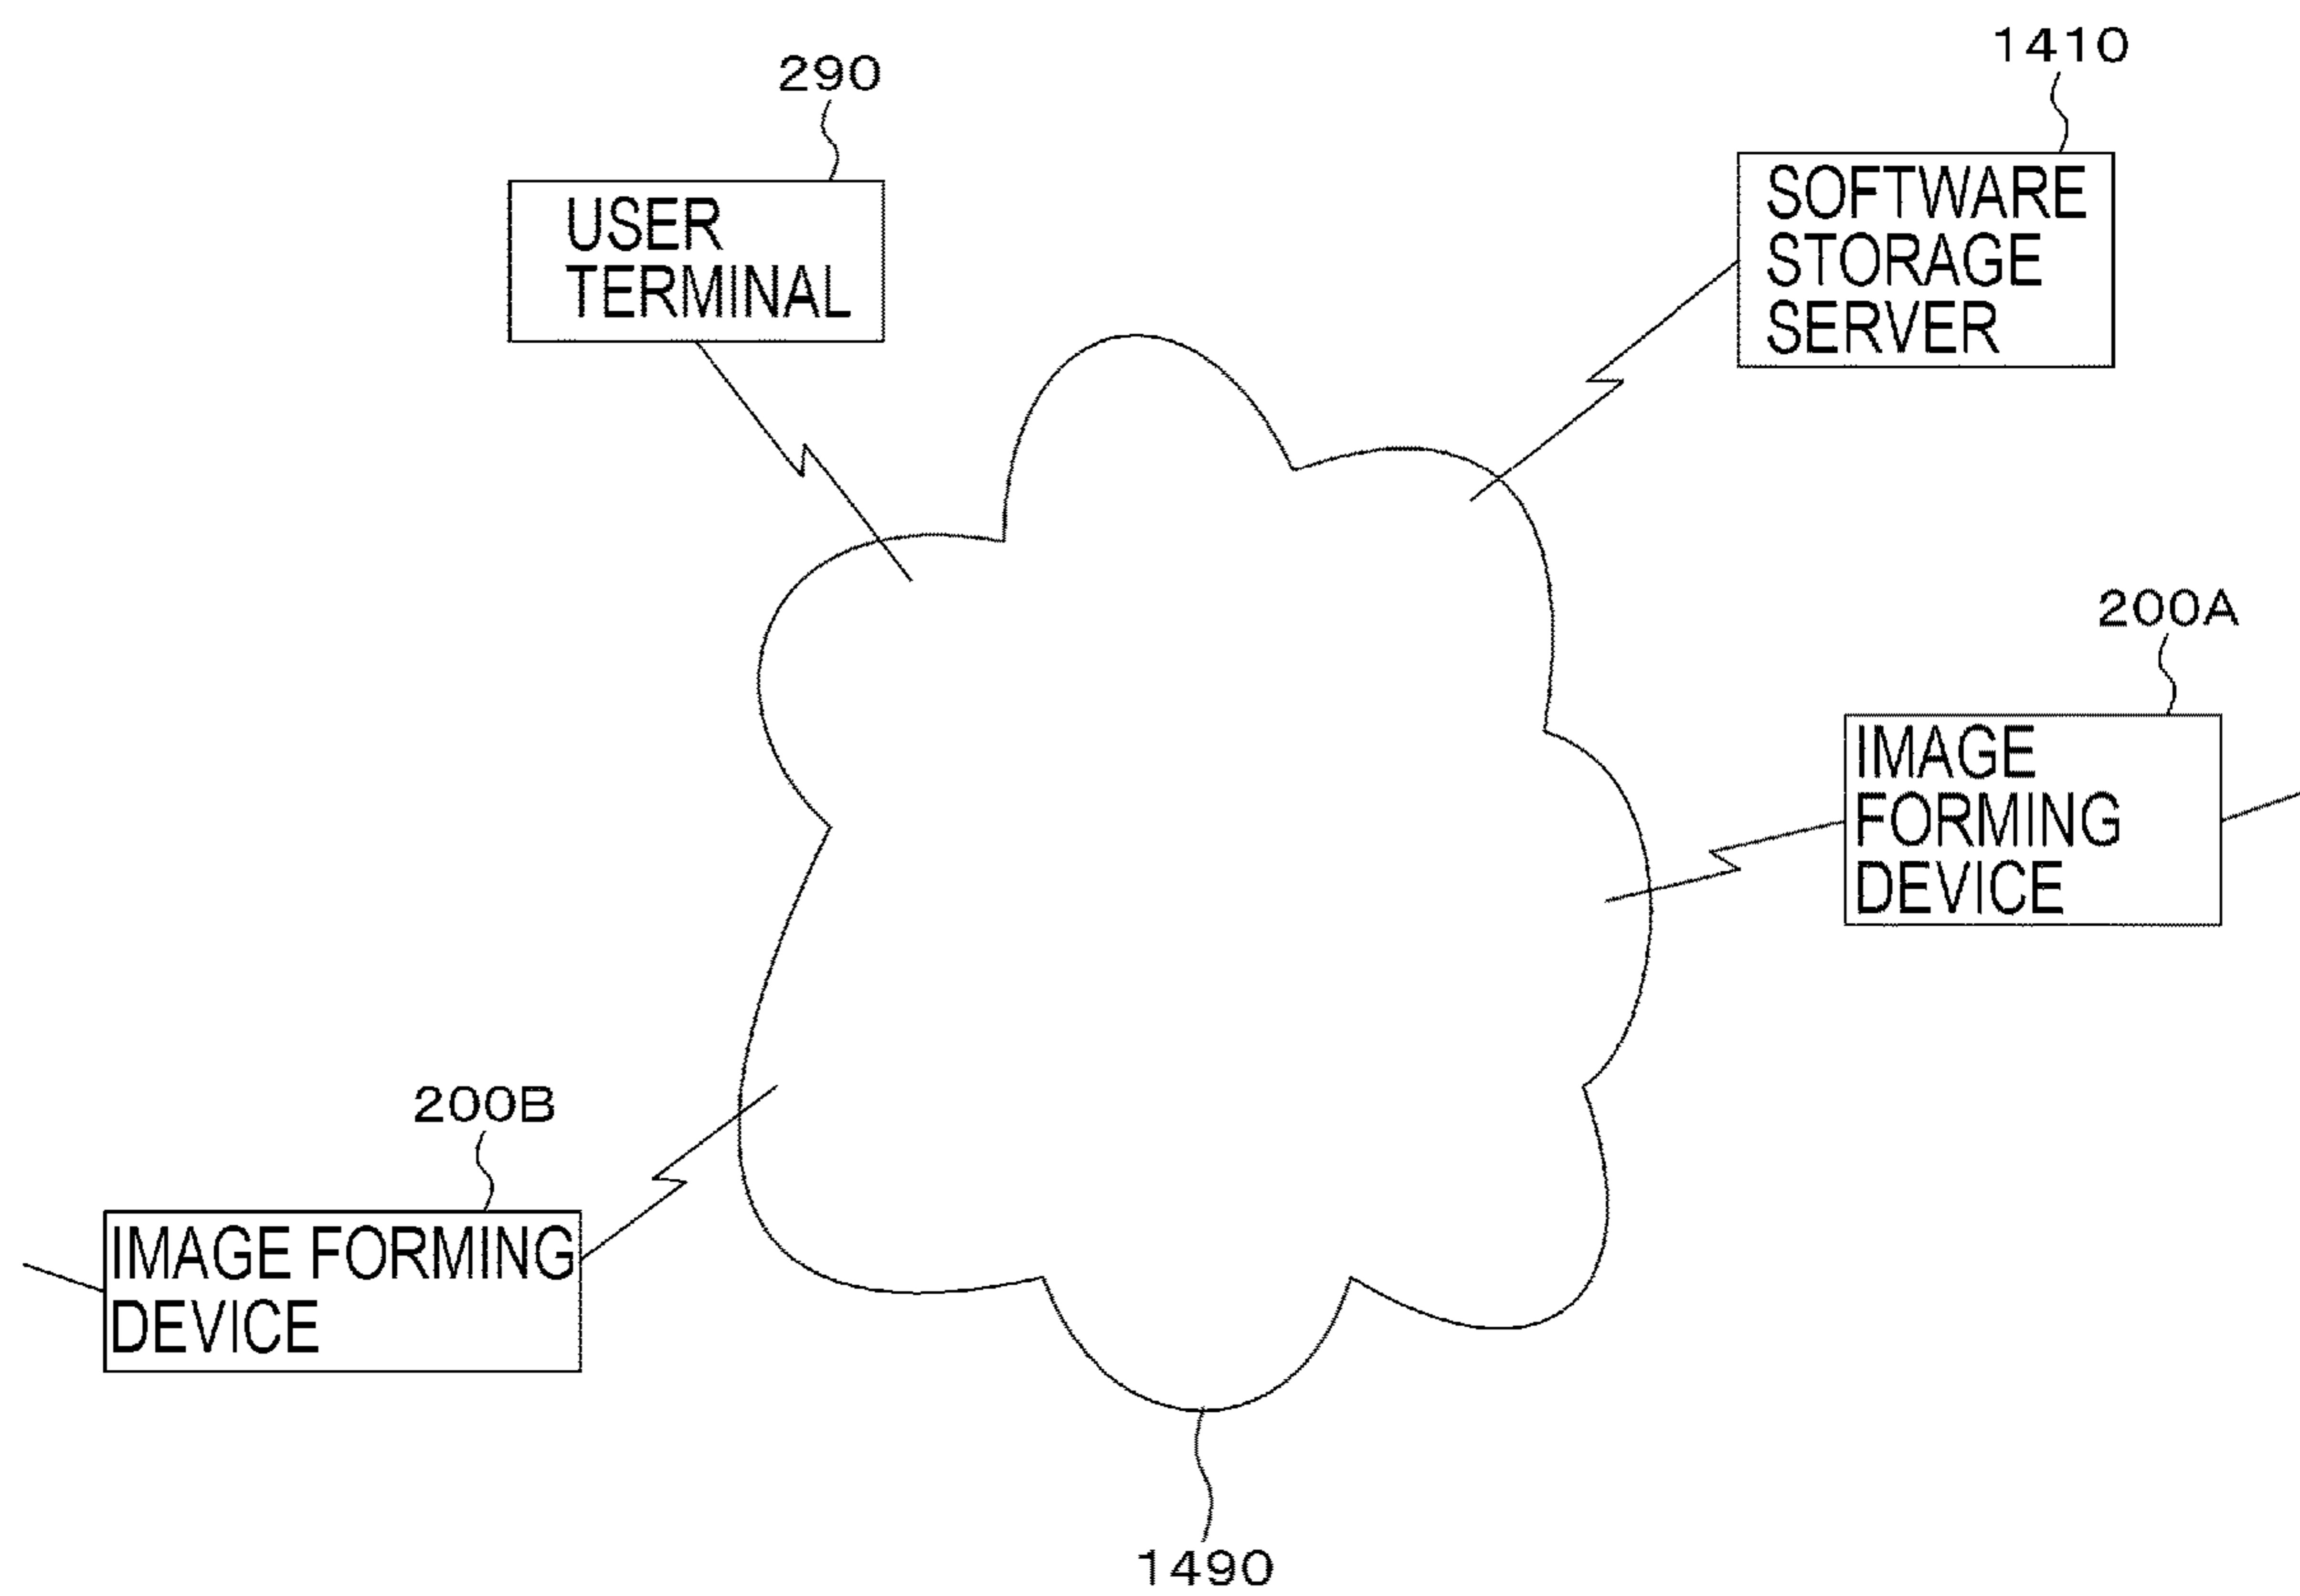 1410
290
SOFTWARE
STORAGE
SERVER
USER
TERMINAL
200A
IMAGE
FORMING
DEVICE
200B
IMAGE FORMING
DEVICE
1490